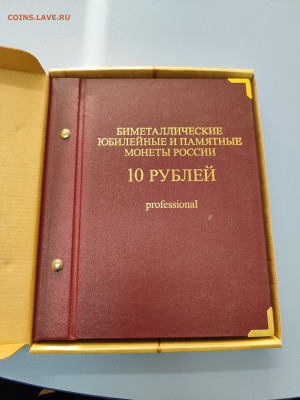 COINS.LAVE.RU
БИМЕТАЛЛИЧЕСКИЕ
ЮБИЛЕЙНЫЕ И ПАМЯТНЫЕ
МОНЕТЫ РОССИИ
10 РУБЛЕЙ
professional